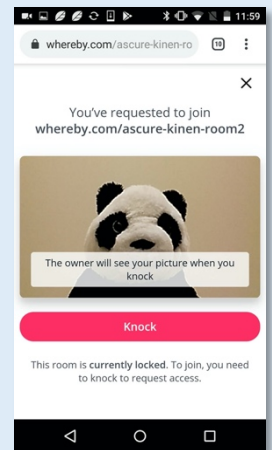 11:59
whereby.com/ascure-kinen-ro
10
You've requested to join
whereby.com/ascure-kinen-room2
The owner will see your picture when you
knock
Knock
This room is currently locked. To join, you need
to knock to request access.